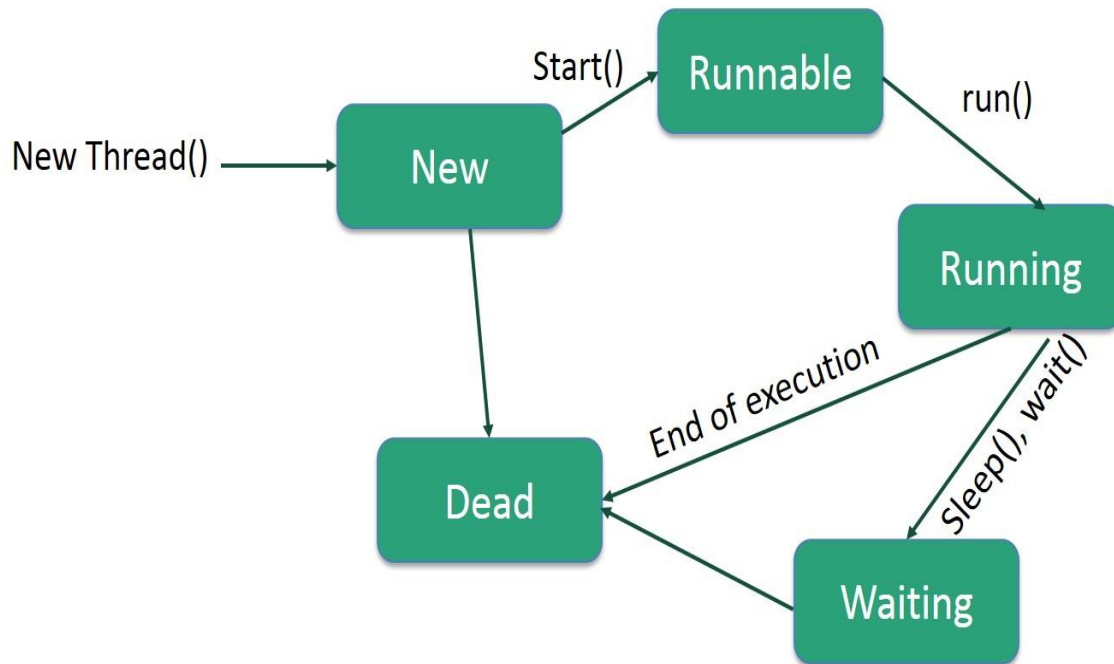 Start()
Runnable
run()
New Thread()
New
Running
End of execution
Sleep(), wait()
Dead
Waiting